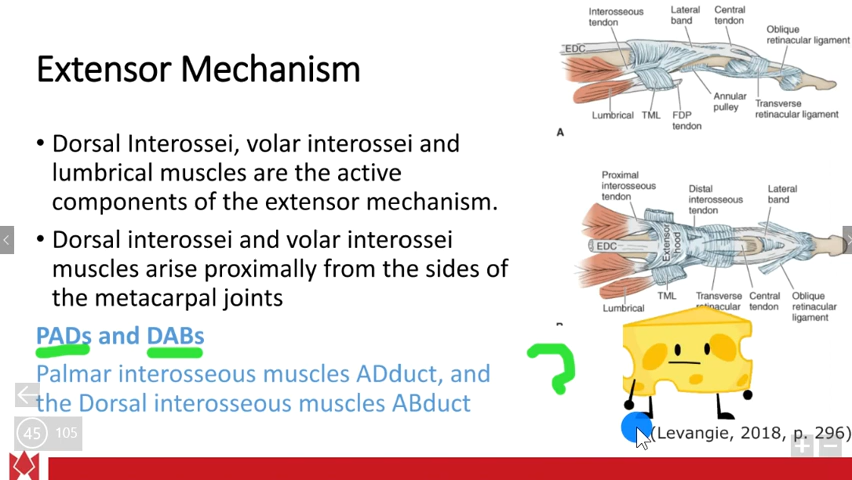 Extensor Mechanism
• Dorsal Interossei, volar interossei and
lumbrical muscles are the active
components of the extensor mechanism.
• Dorsal interossei and volar interossei
muscles arise proximally from the sides of
the metacarpal joints
PADs and DABs
Palmar interosseous muscles ADduct, and
the Dorsal interosseous muscles ABduct
45 105
Interosseous
tendon
Lateral
band
Central
tendon
Oblique
retinacular ligament
EDC
Annular
pulley
Lumbrical
TML
FDP
tendon
Transverse
retinacular ligament
A
Proximal
interosseous
tendon
Distal
interosseous
tendon
Lateral
band
EDC
Extensor
hood
TML
Lumbrical
Transverse
Central
tendon
Oblique
retinacular
ligament
?
(Levangie, 2018, p. 296)